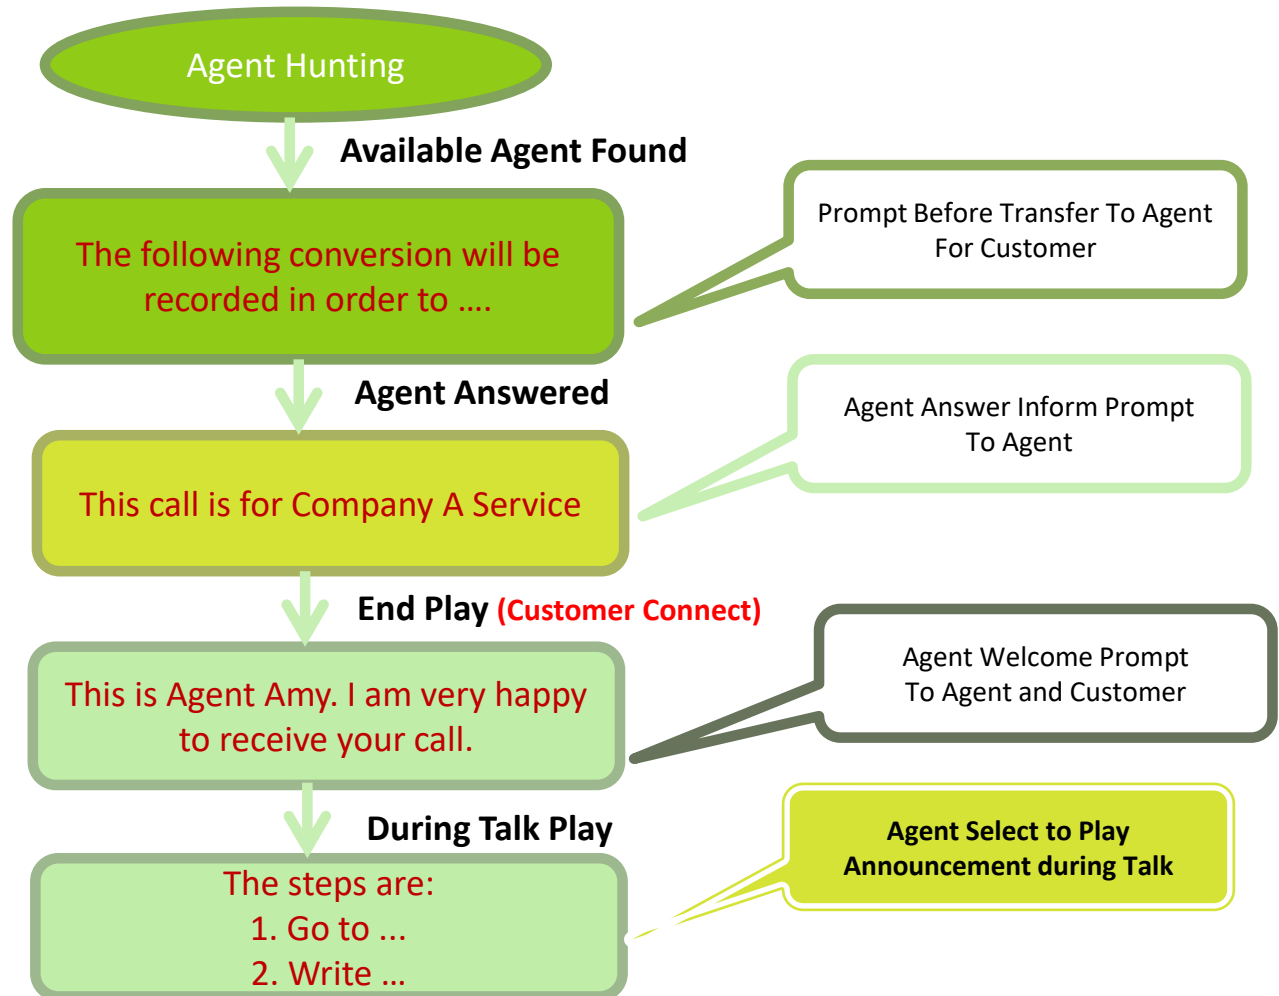 Agent Hunting
Available Agent Found
Prompt Before Transfer To Agent
For Customer
The following conversion will be
recorded in order to ....
Agent Answered
Agent Answer Inform Prompt
To Agent
This call is for Company A Service
End Play (Customer Connect)
Agent Welcome Prompt
To Agent and Customer
This is Agent Amy. I am very happy
to receive your call.
During Talk Play
Agent Select to Play
Announcement during Talk
The steps are:
1. Go to ...
2. Write ...